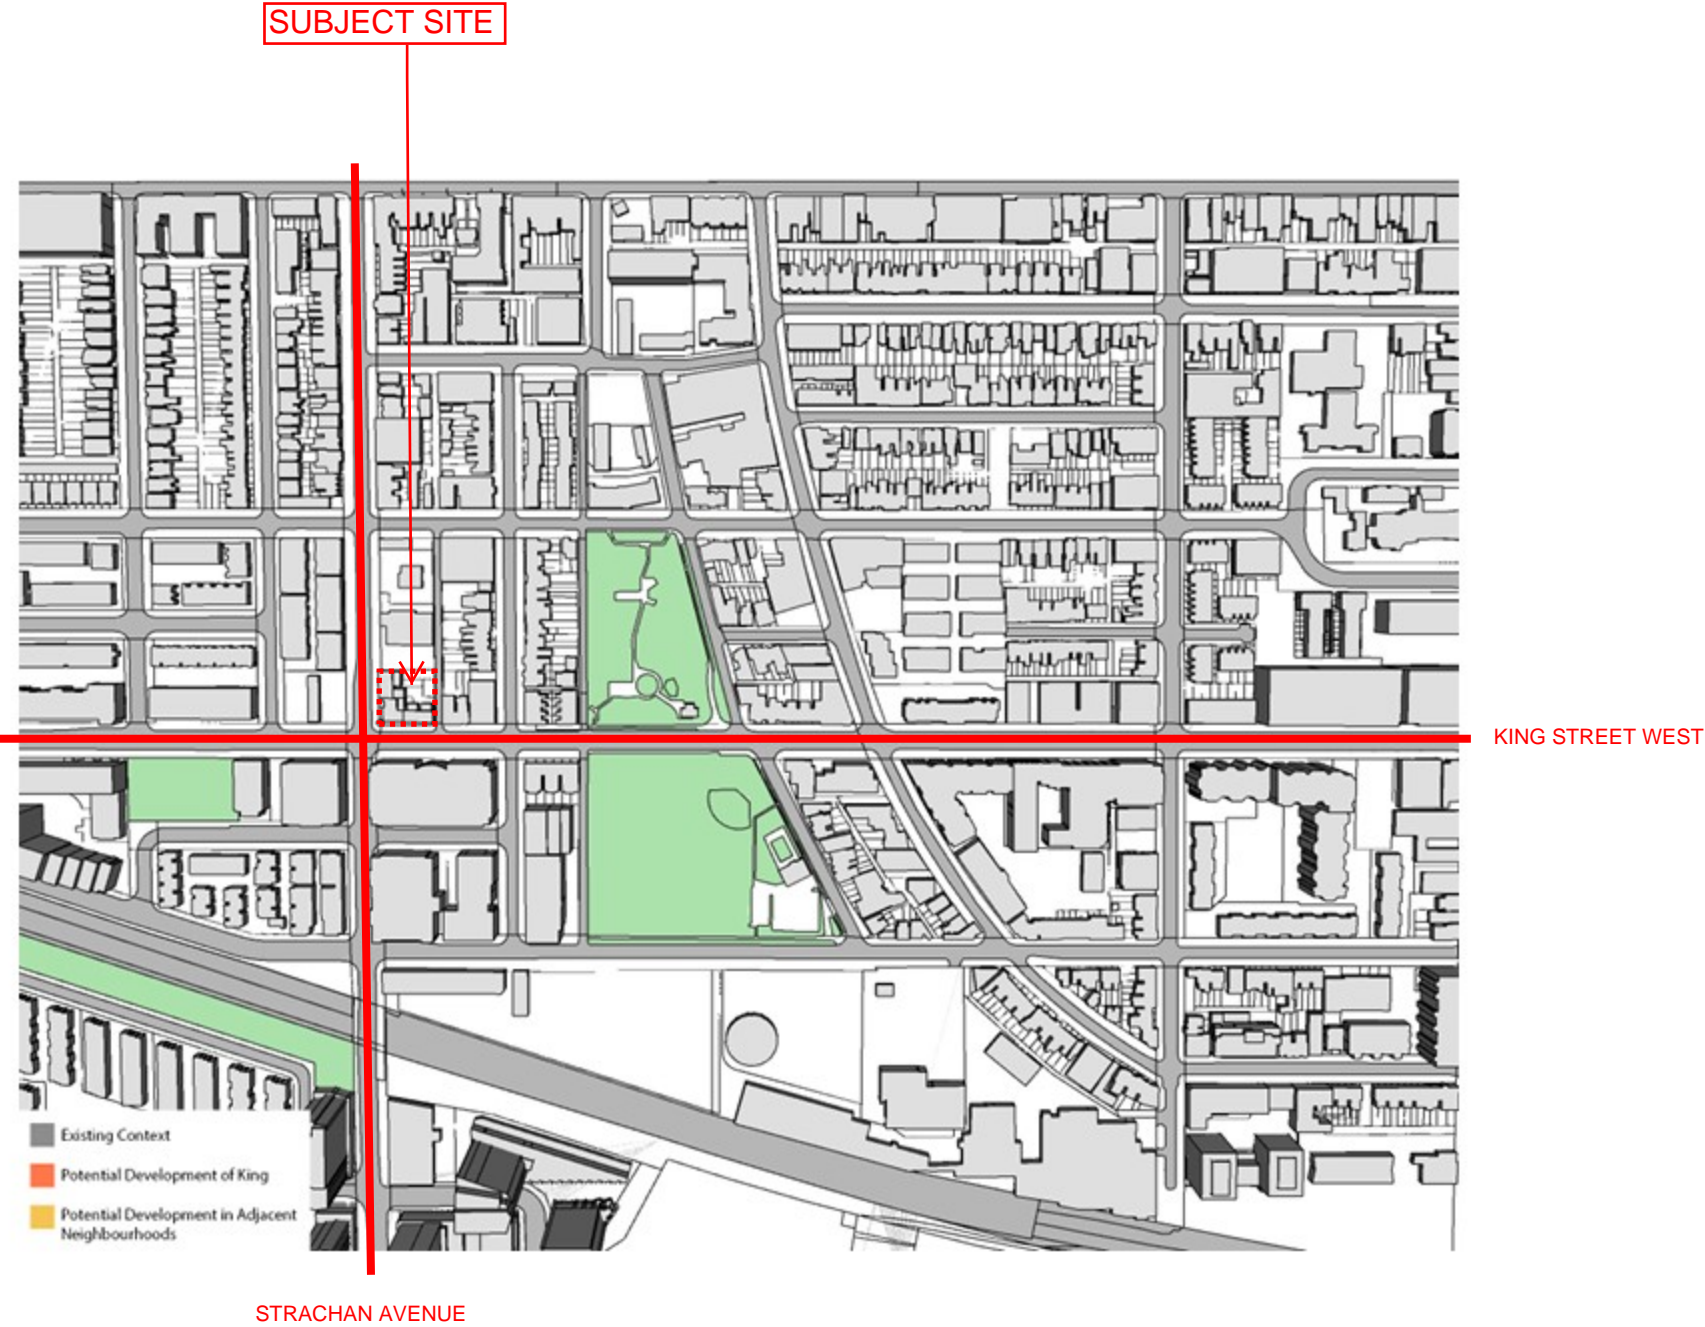 SUBJECT SITE
KING STREET WEST
Existing Context
Potential Development of King
Potential Development in Adjacent
Neighbourhoods
STRACHAN AVENUE